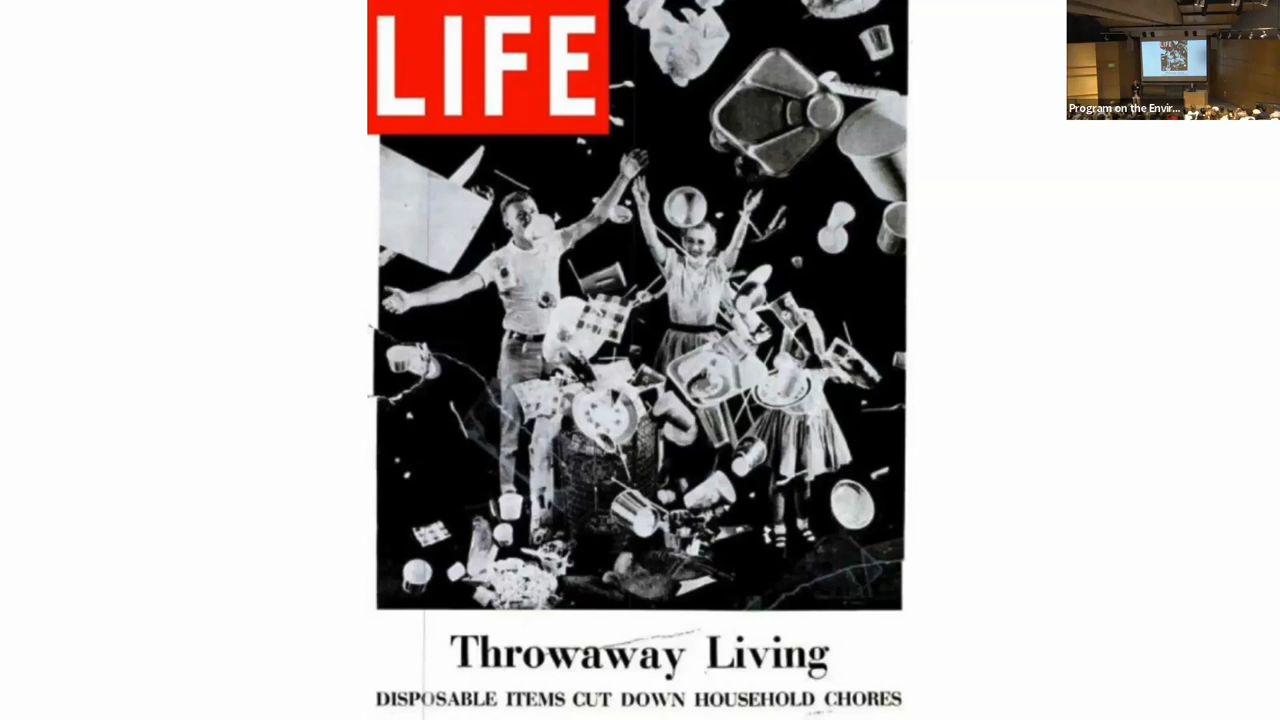 LIFE
Program on the Envir...
Throwaway Living
DISPOSABLE ITEMS CUT DOWN HOUSEHOLD CHORES